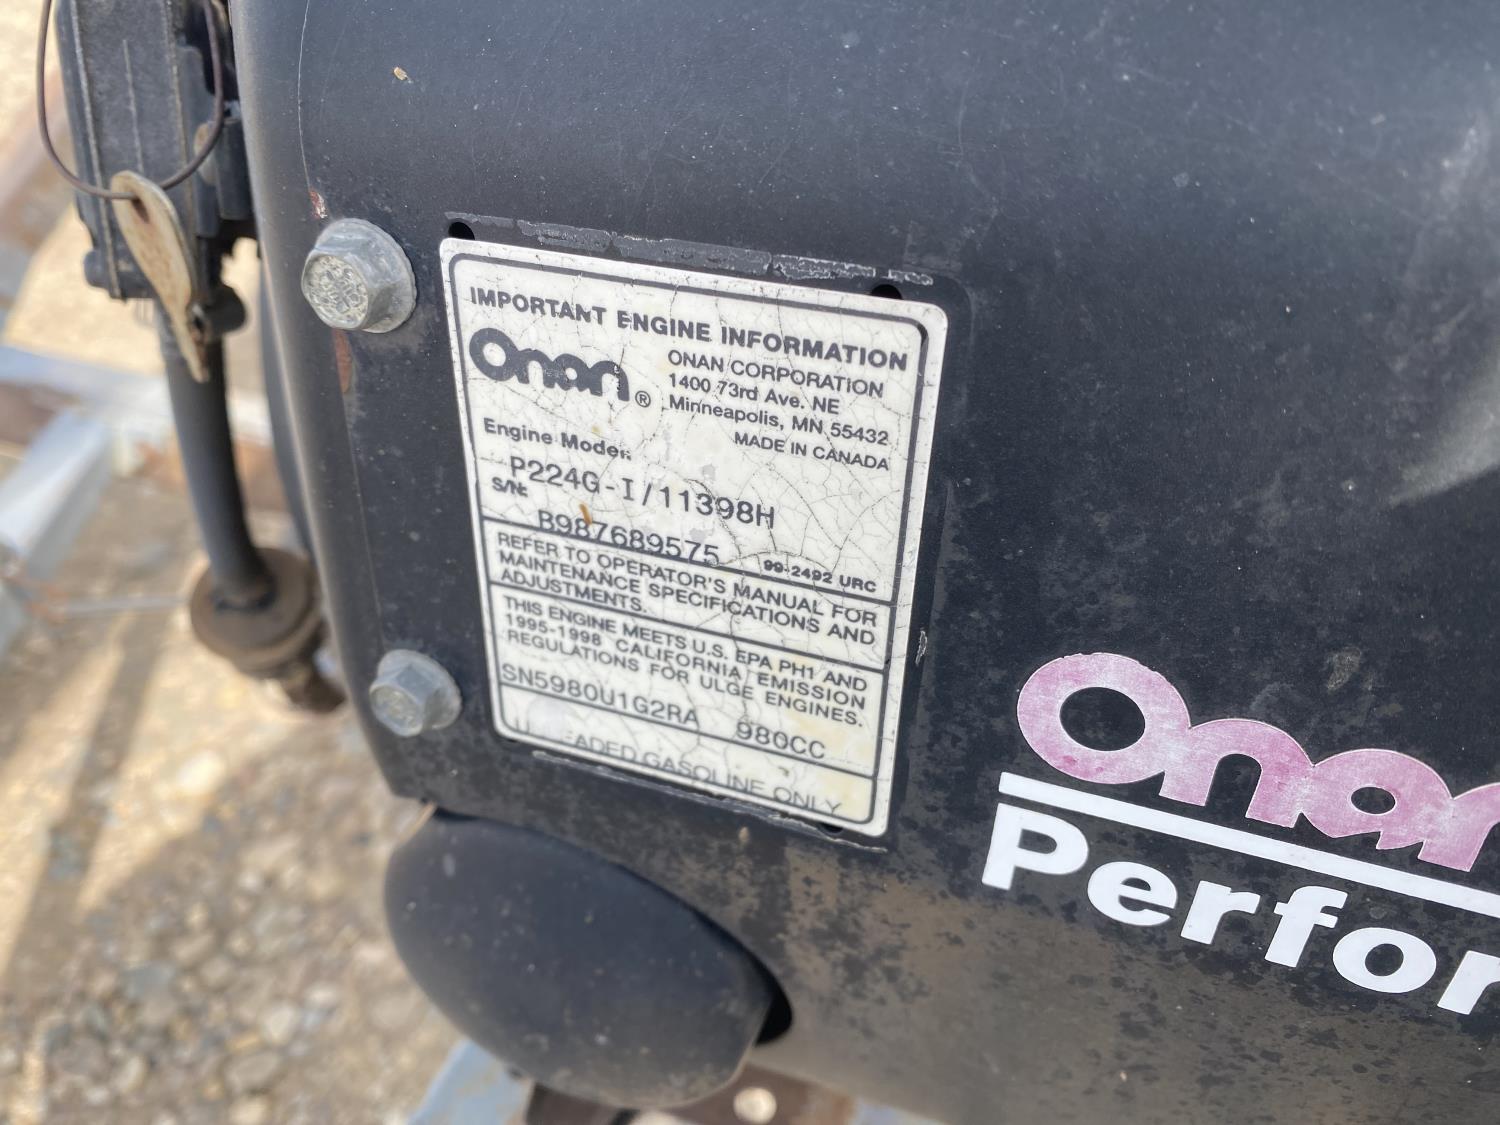 IMPORTANT ENGINE INFORMATION
Onan®
ONAN CORPORATION
1400 73rd Ave. NE
Minneapolis, MN 55432
MADE IN CANADA
Engine Model:
P224G-I/11398H
S/N:
B987689575
99-2492 URC
REFER TO OPERATOR'S MANUAL FOR
MAINTENANCE SPECIFICATIONS AND
ADJUSTMENTS.
THIS ENGINE MEETS U.S. EPA PH1 AND
1995-1998 CALIFORNIA EMISSION
REGULATIONS FOR ULGE ENGINES.
SN5980U1G2RA 980CC
EADED GASOLINE ONLY
Onan
Perfor